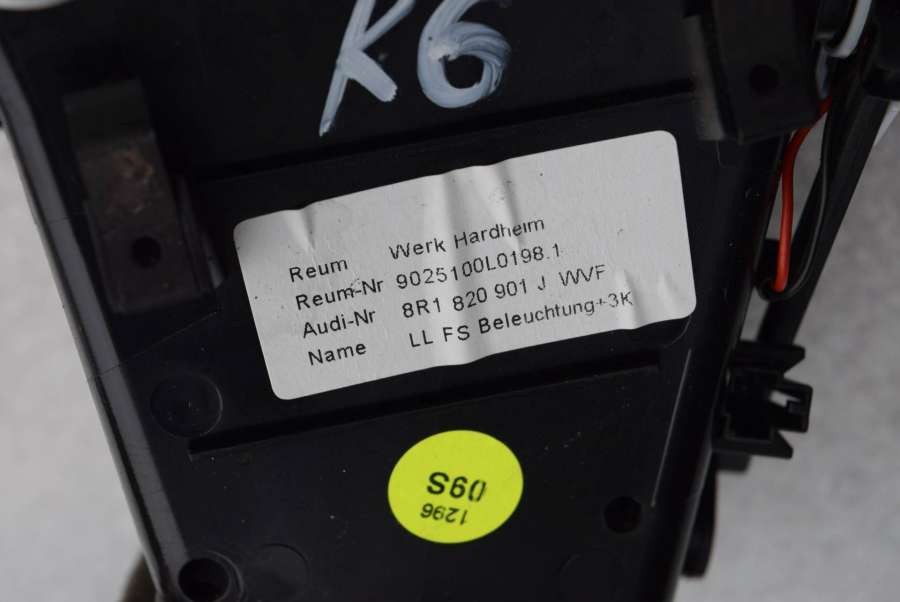 K6
Reum Werk Hardheim
Reum-Nr 9025100L0198.1
Audi-Nr 8R1 820 901 J WVF
Name LL FS Beleuchtung+3K
09S
1296